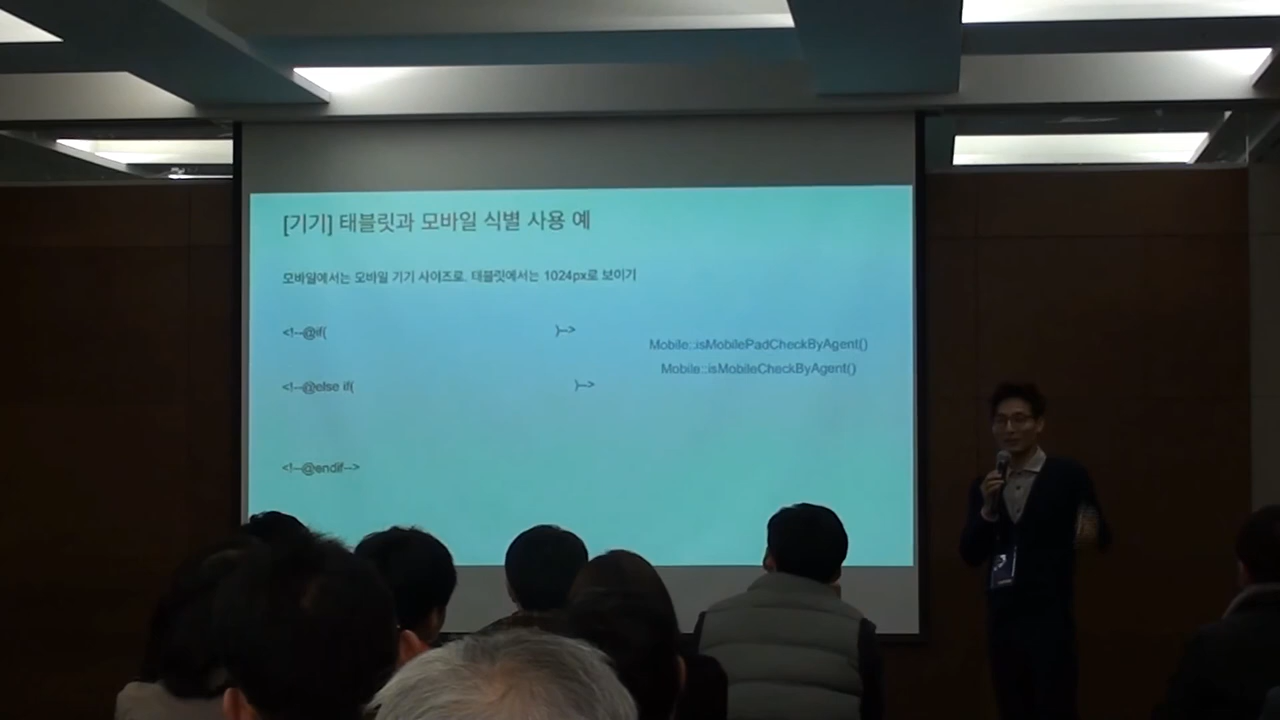 [기기] 태블릿과 모바일 식별 사용 예
모바일에서는 모바일 기기 사이즈로, 태블릿에서는 1024px로 보이기
<!--@if( )-->
Mobile::isMobilePadCheckByAgent()
Mobile::isMobileCheckByAgent()
<!--@else if( )-->
<!--@endif-->